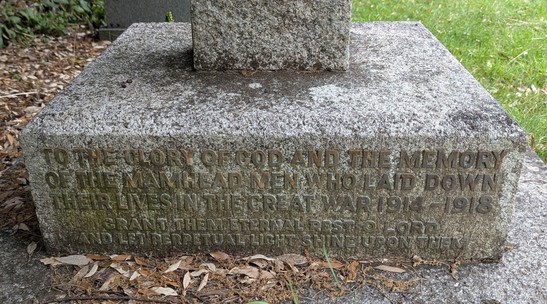 TO THE GLORY OF GOD AND THE MEMORY
OF THE MAMHEAD MEN WHO LAID DOWN
THEIR LIVES IN THE GREAT WAR 1914-1918
GRANT THEM ETERNAL REST O LORD
AND LET PERPETUAL LIGHT SHINE UPON THEM